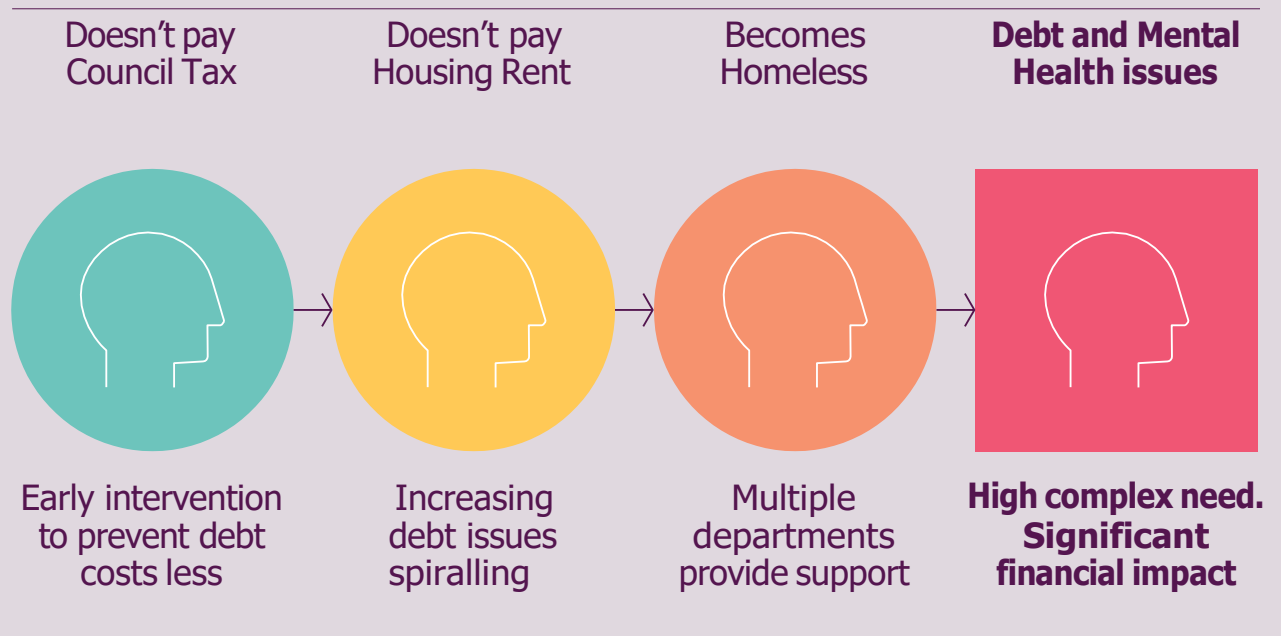 Doesn’t pay
Council Tax
Doesn’t pay
Housing Rent
Becomes
Homeless
Debt and Mental
Health issues
Early intervention
to prevent debt
costs less
Increasing
debt issues
spiralling
Multiple
departments
provide support
High complex need.
Significant
financial impact